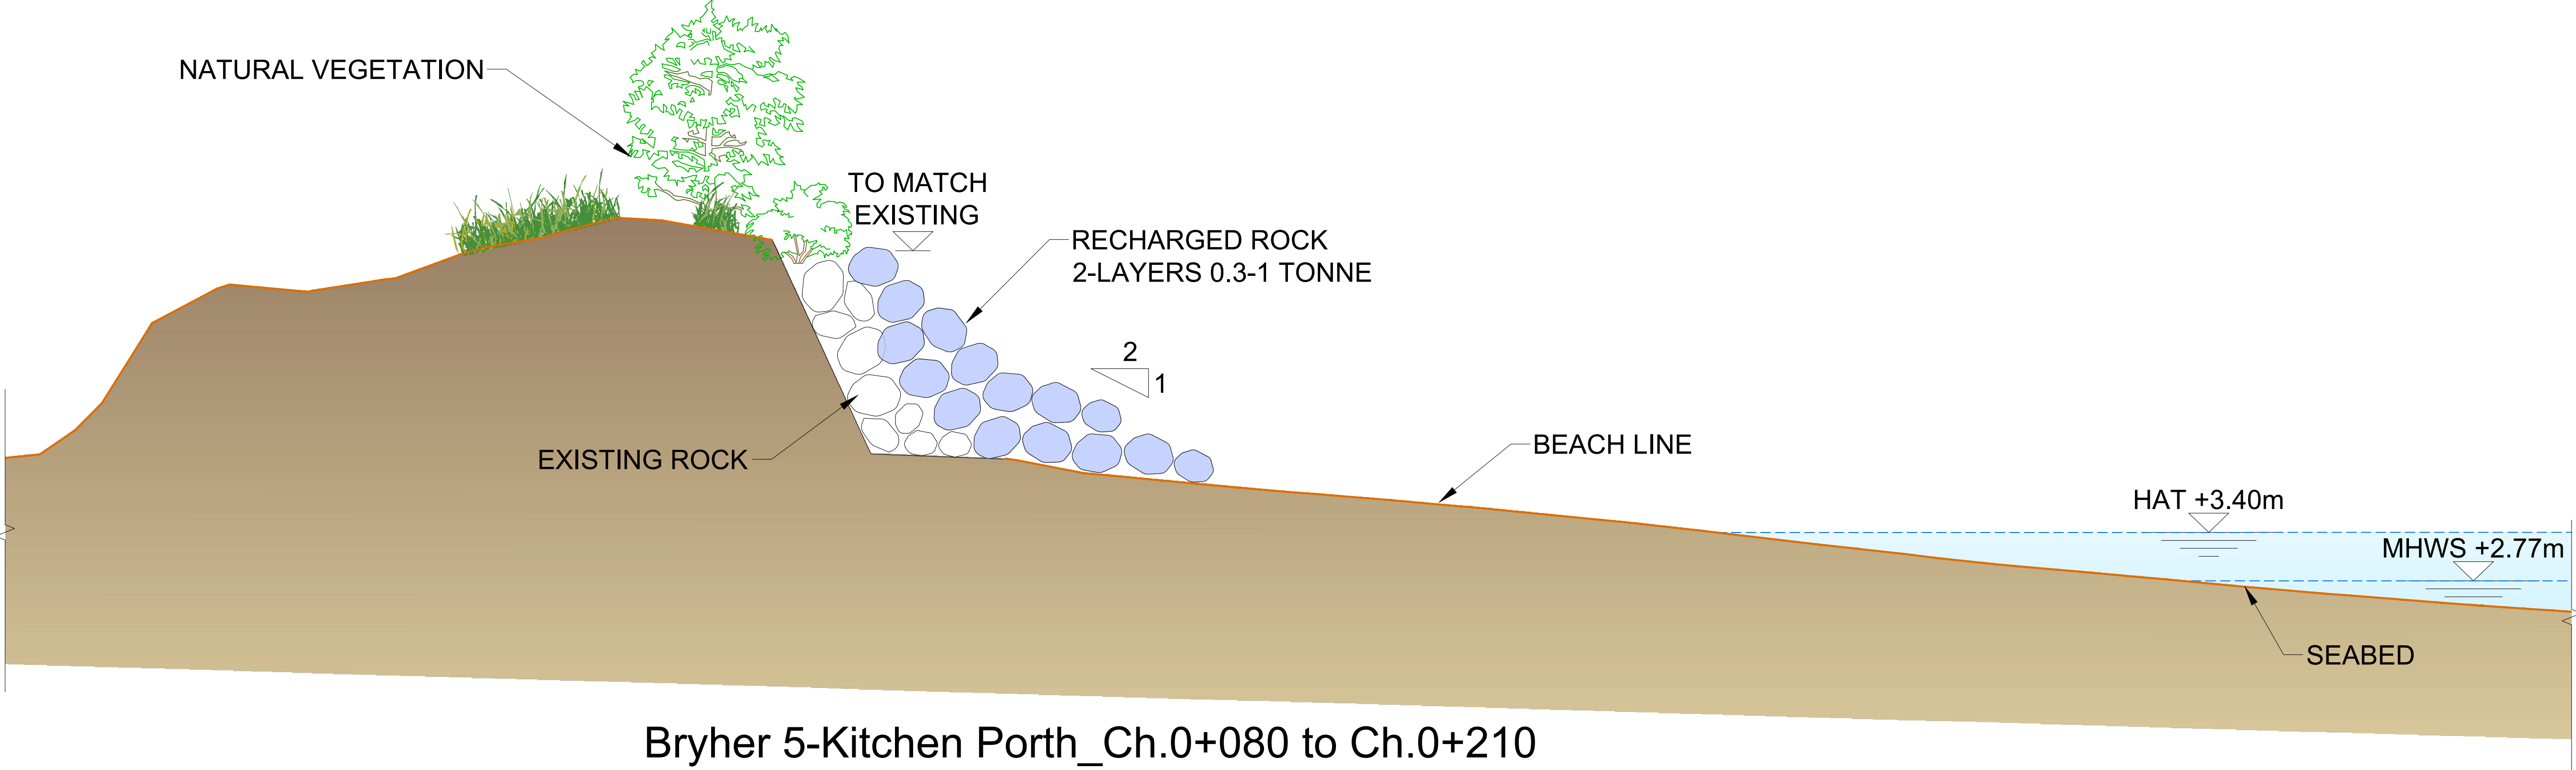 NATURAL VEGETATION
TO MATCH
EXISTING
RECHARGED ROCK
2-LAYERS 0.3-1 TONNE
2
1
EXISTING ROCK
BEACH LINE
HAT +3.40m
MHWS +2.77m
SEABED
Bryher 5-Kitchen Porth_Ch.0+080 to Ch.0+210